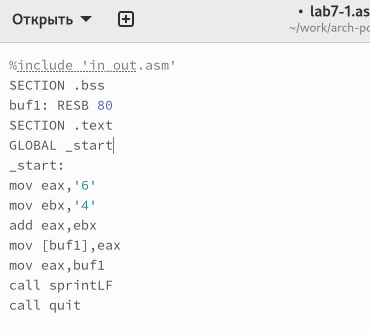 Открыть
• lab7-1.as
~/work/arch-pc
%include 'in_out.asm'
SECTION .bss
buf1: RESB 80
SECTION .text
GLOBAL _start
_start:
mov eax,'6'
mov ebx,'4'
add eax,ebx
mov [buf1],eax
mov eax,buf1
call sprintLF
call quit